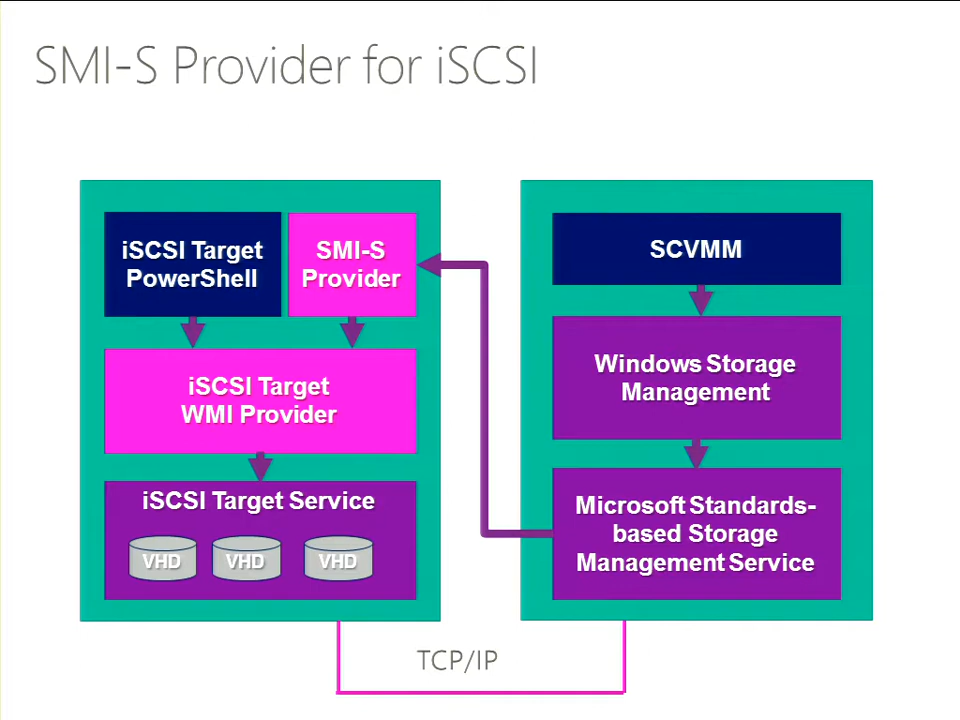 SMI-S Provider for iSCSI
iSCSI Target
PowerShell
SMI-S
Provider
iSCSI Target
WMI Provider
iSCSI Target Service
VHD
VHD
VHD
SCVMM
Windows Storage
Management
Microsoft Standards-
based Storage
Management Service
TCP/IP